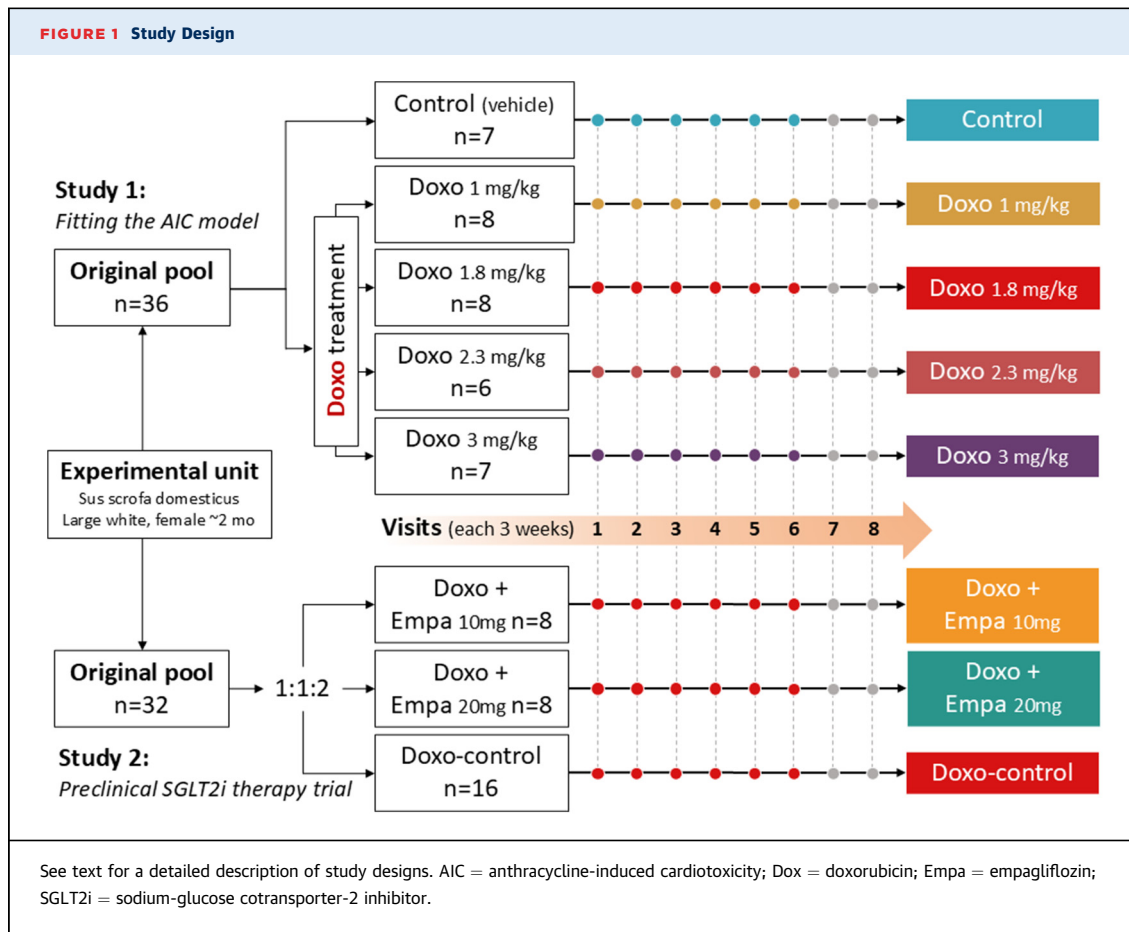 FIGURE 1 Study Design
Study 1:
Fitting the AIC model
Original pool
n=36
Experimental unit
Sus scrofa domesticus
Large white, female ~2 mo
Original pool
n=32
Study 2:
Preclinical SGLT2i therapy trial
Doxo treatment
1:1:2
Control (vehicle)
n=7
Control
Doxo 1 mg/kg
n=8
Doxo 1 mg/kg
Doxo 1.8 mg/kg
n=8
Doxo 1.8 mg/kg
Doxo 2.3 mg/kg
n=6
Doxo 2.3 mg/kg
Doxo 3 mg/kg
n=7
Doxo 3 mg/kg
Visits (each 3 weeks) 1 2 3 4 5 6 7 8
Doxo +
Empa 10mg n=8
Doxo +
Empa 10mg
Doxo +
Empa 20mg n=8
Doxo +
Empa 20mg
Doxo-control
n=16
Doxo-control
See text for a detailed description of study designs. AIC = anthracycline-induced cardiotoxicity; Dox = doxorubicin; Empa = empagliflozin;
SGLT2i = sodium-glucose cotransporter-2 inhibitor.